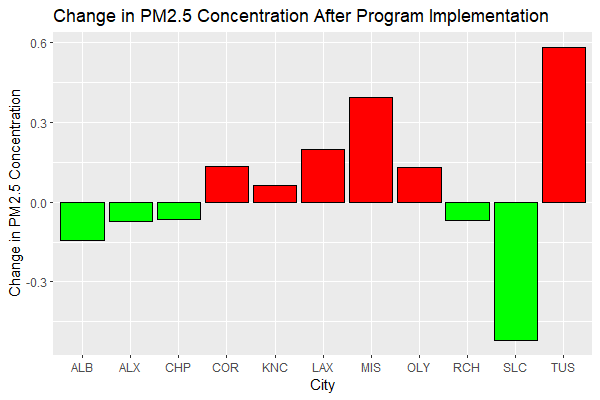 Change in PM2.5 Concentration After Program Implementation
Change in PM2.5 Concentration
0.6
0.3
0.0
-0.3
ALB ALX CHP COR KNC LAX MIS OLY RCH SLC TUS
City